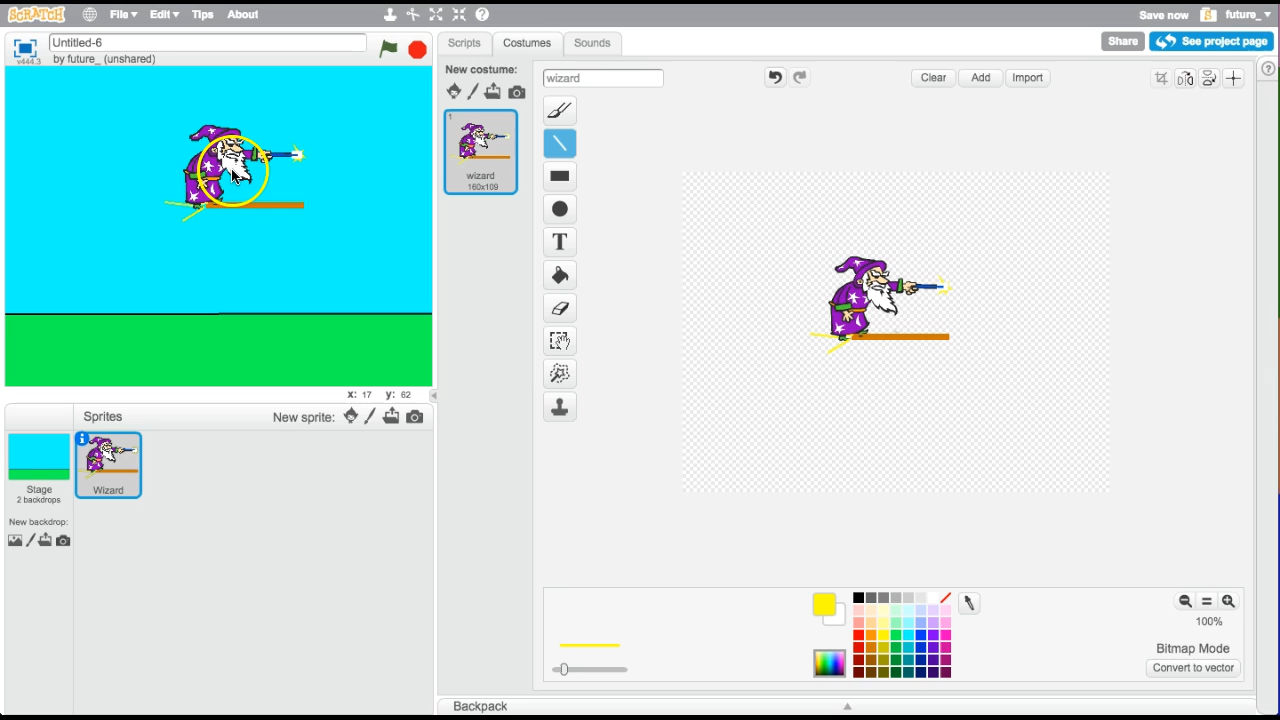 SCRATCH File Edit Tips About Save now S future_
v444.3 Untitled-6
by future_ (unshared)
Scripts Costumes Sounds Share See project page
New costume: wizard Clear Add Import
1
wizard
160x109
T
x: 17 y: 62
Sprites New sprite:
i
Stage
2 backdrops
Wizard
New backdrop:
100%
Bitmap Mode
Convert to vector
Backpack